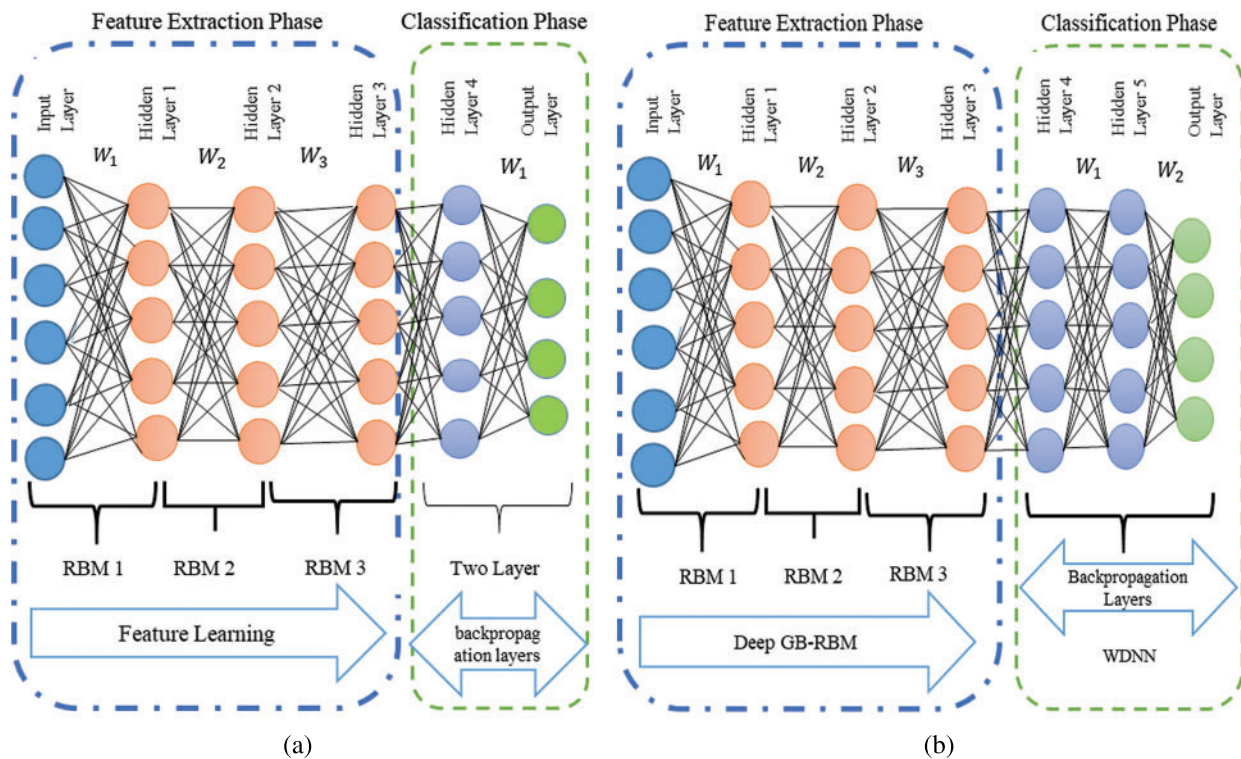 Feature Extraction Phase
Classification Phase
Input
Layer
Hidden
Layer 1
Hidden
Layer 2
Hidden
Layer 3
Hidden
Layer 4
Output
Layer
W1
W2
W3
W1
RBM 1
RBM 2
RBM 3
Two Layer
Feature Learning
backpropag
ation layers
(a)
Feature Extraction Phase
Classification Phase
Input
Layer
Hidden
Layer 1
Hidden
Layer 2
Hidden
Layer 3
Hidden
Layer 4
Hidden
Layer 5
Output
Layer
W1
W2
W3
W1
W2
RBM 1
RBM 2
RBM 3
Backpropagation
Layers
Deep GB-RBM
WDNN
(b)